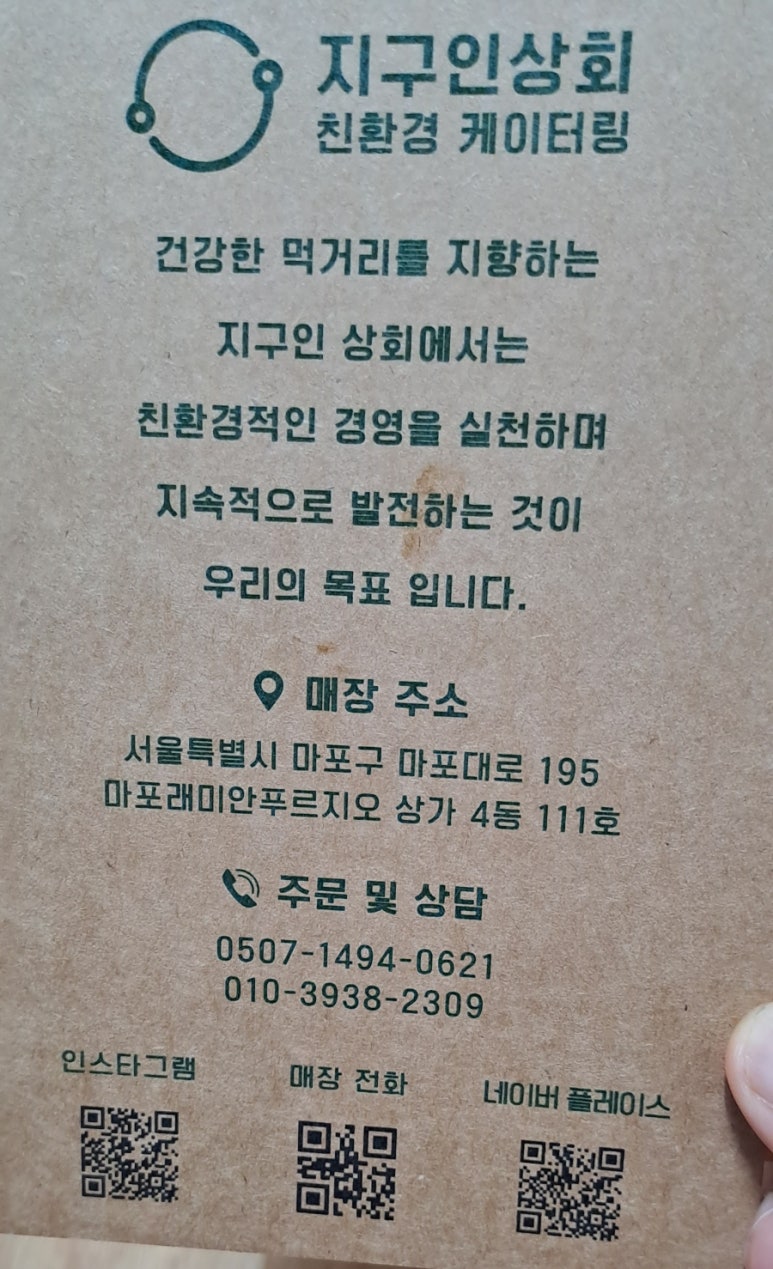 지구인상회
친환경 케이터링
건강한 먹거리를 지향하는
지구인 상회에서는
친환경적인 경영을 실천하며
지속적으로 발전하는 것이
우리의 목표 입니다.
매장 주소
서울특별시 마포구 마포대로 195
마포래미안푸르지오 상가 4동 111호
주문 및 상담
0507-1494-0621
010-3938-2309
인스타그램 매장 전화 네이버 플레이스